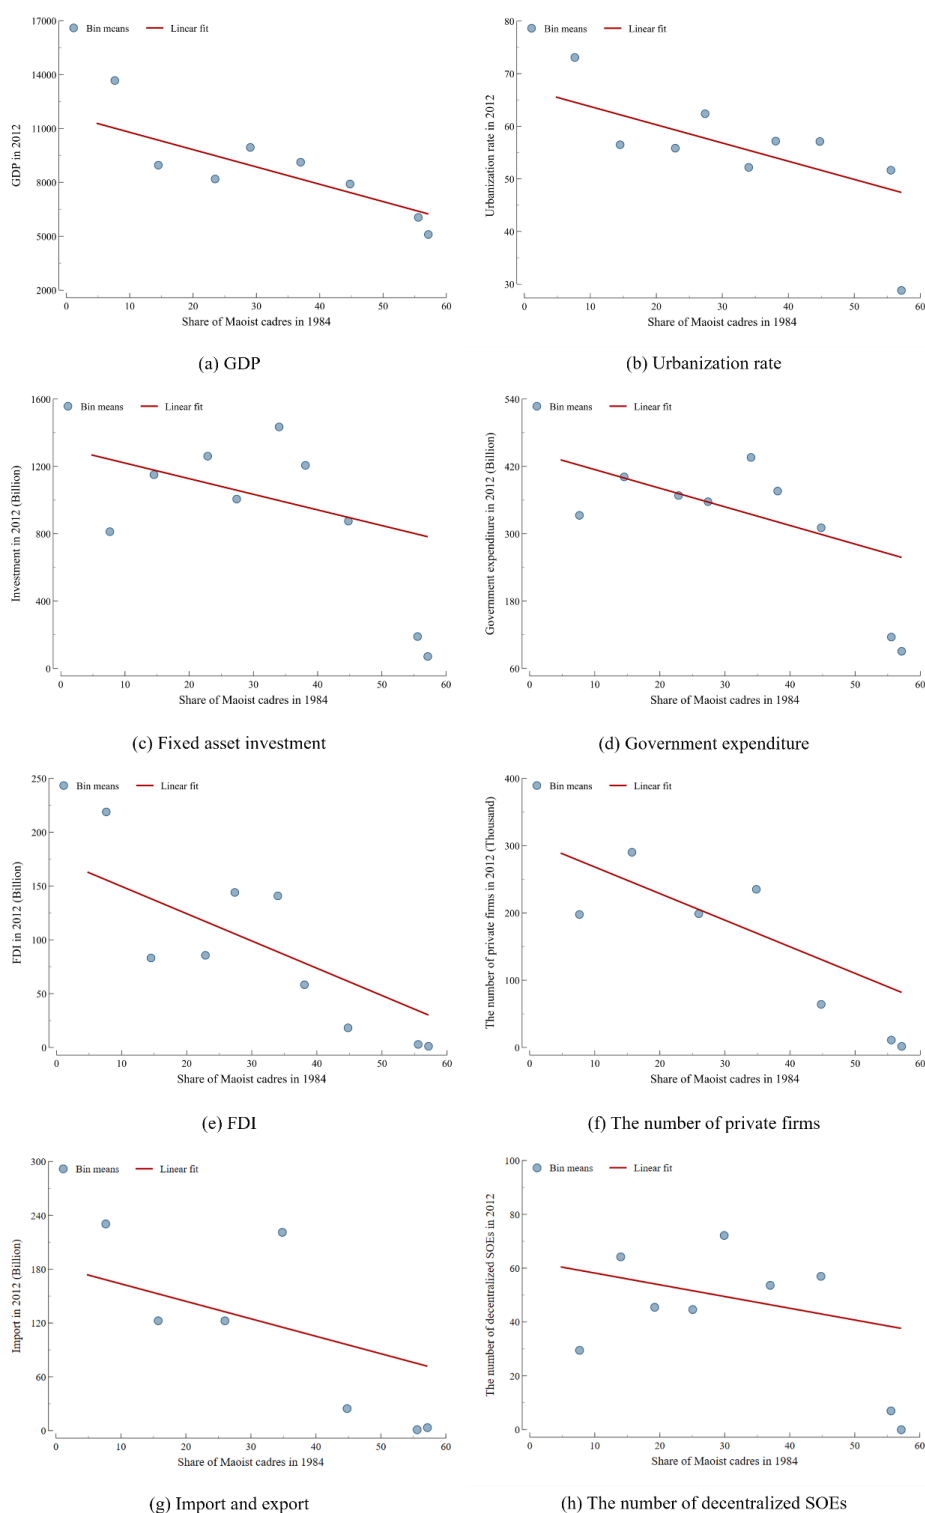 17000
14000
11000
8000
5000
2000
GDP in 2012
Bin means
Linear fit
0 10 20 30 40 50 60
Share of Maoist cadres in 1984
(a) GDP
80
70
60
50
40
30
Urbanization rate in 2012
Bin means
Linear fit
0 10 20 30 40 50 60
Share of Maoist cadres in 1984
(b) Urbanization rate
1600
1200
800
400
0
Investment in 2012 (Billion)
Bin means
Linear fit
0 10 20 30 40 50 60
Share of Maoist cadres in 1984
(c) Fixed asset investment
540
420
300
180
60
Government expenditure in 2012 (Billion)
Bin means
Linear fit
0 10 20 30 40 50 60
Share of Maoist cadres in 1984
(d) Government expenditure
250
200
150
100
50
0
FDI in 2012 (Billion)
Bin means
Linear fit
0 10 20 30 40 50 60
Share of Maoist cadres in 1984
(e) FDI
400
300
200
100
0
The number of private firms in 2012 (Thousand)
Bin means
Linear fit
0 10 20 30 40 50 60
Share of Maoist cadres in 1984
(f) The number of private firms
300
240
180
120
60
0
Import in 2012 (Billion)
Bin means
Linear fit
0 10 20 30 40 50 60
Share of Maoist cadres in 1984
(g) Import and export
100
80
60
40
20
0
The number of decentralized SOEs in 2012
Bin means
Linear fit
0 10 20 30 40 50 60
Share of Maoist cadres in 1984
(h) The number of decentralized SOEs